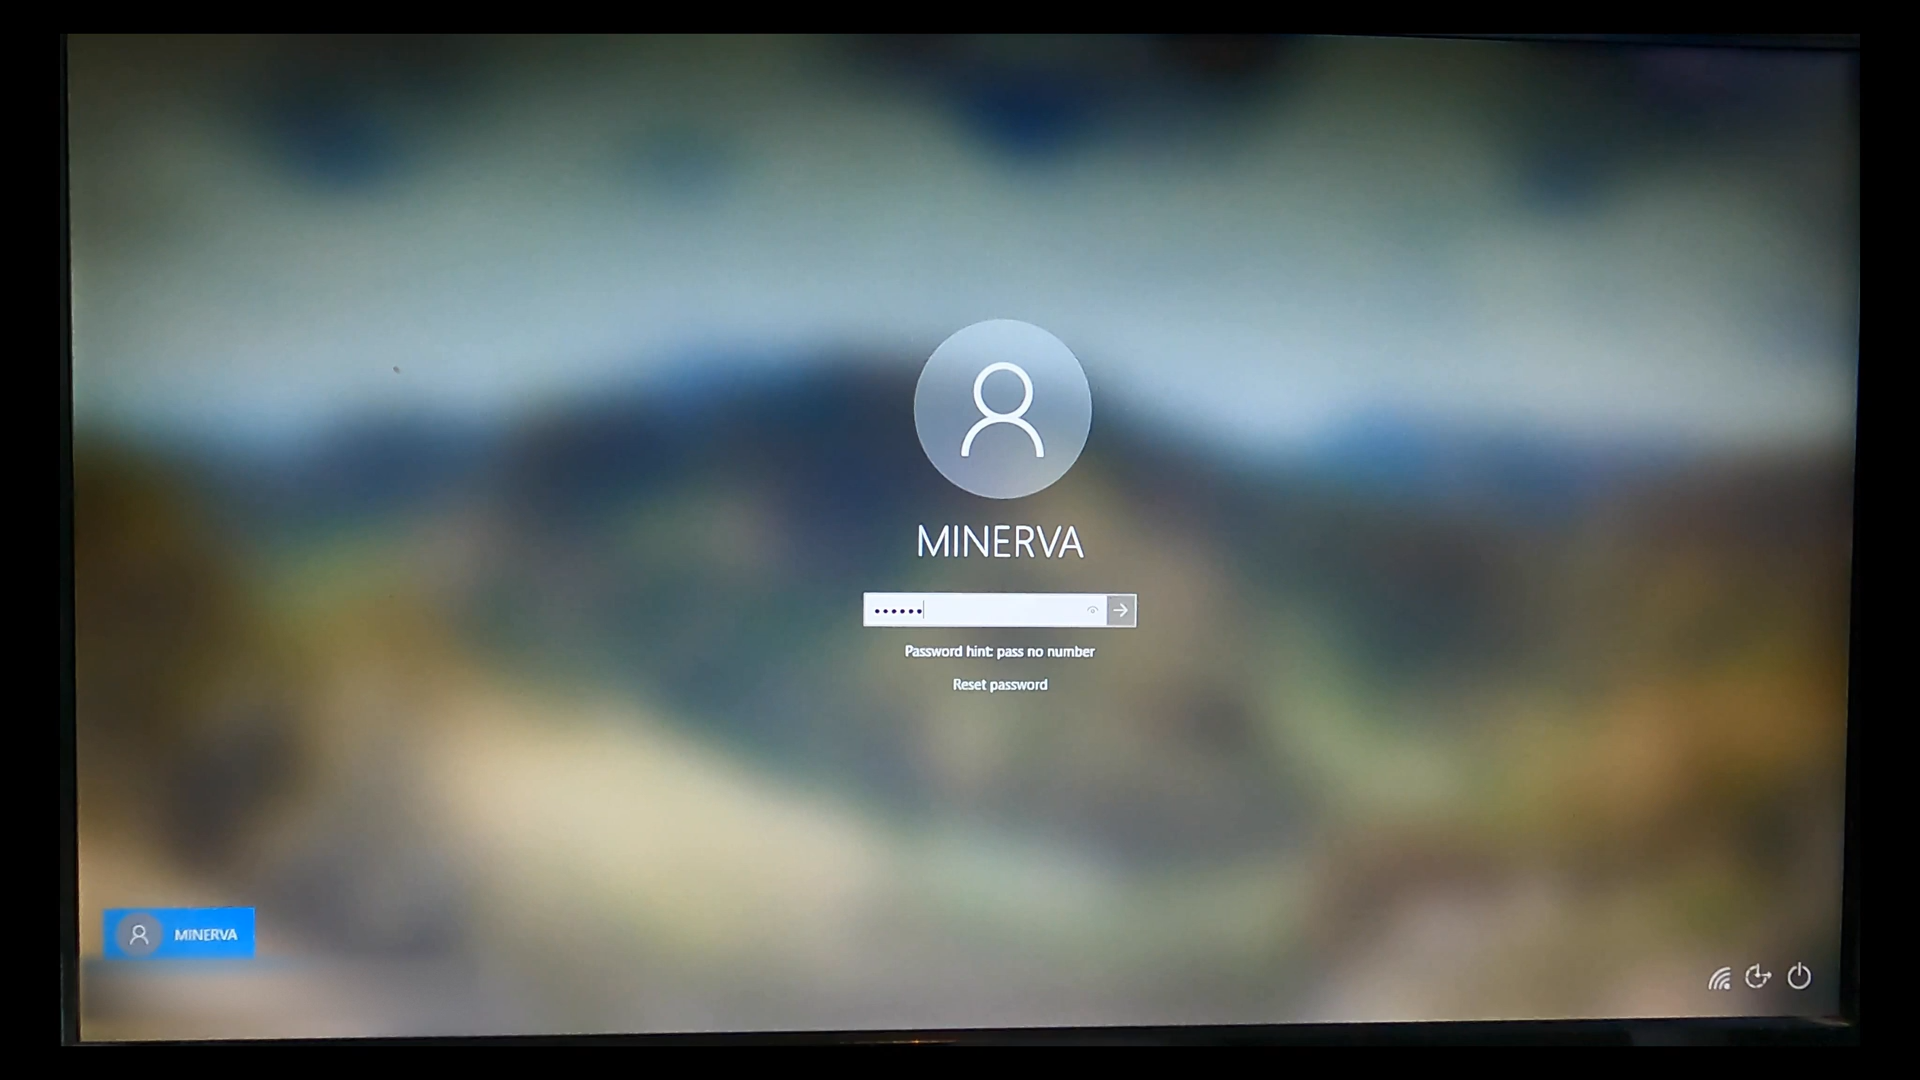 MINERVA
••••••
Password hint: pass no number
Reset password
MINERVA